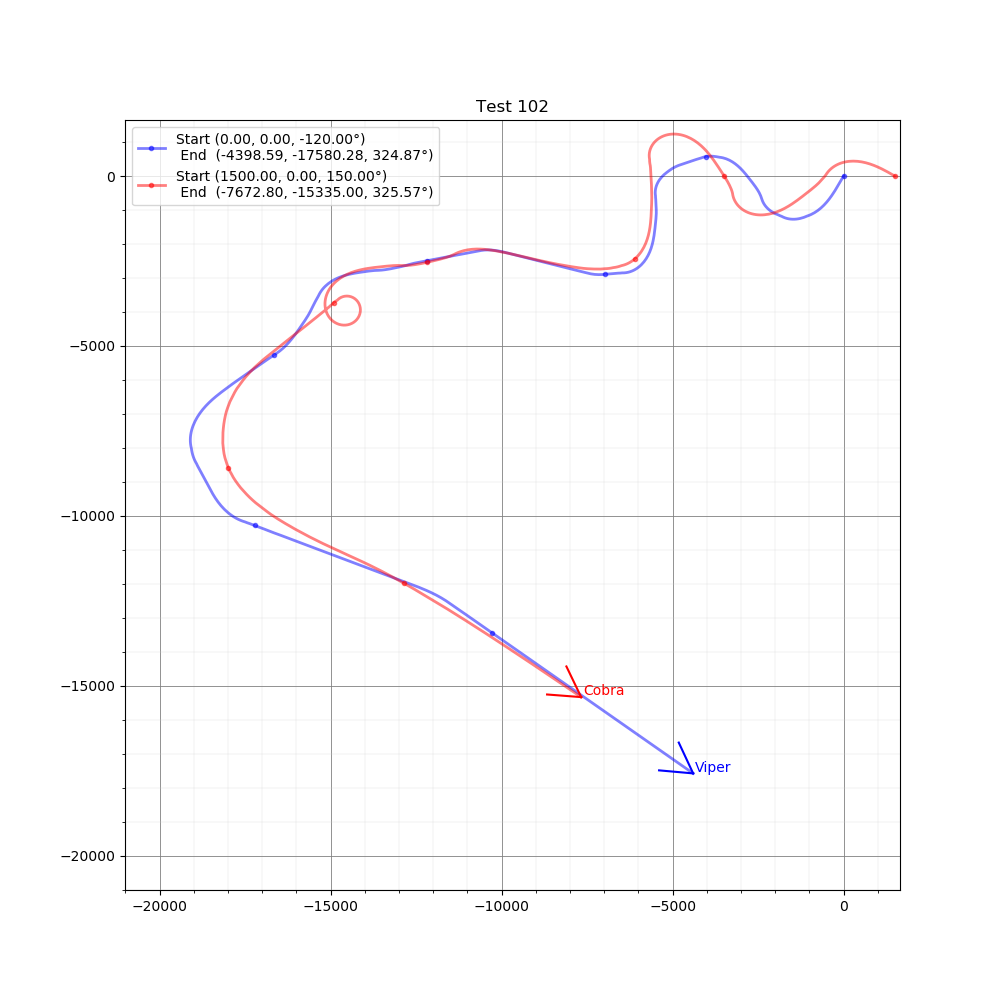 Test 102
Start (0.00, 0.00, -120.00°)
End  (-4398.59, -17580.28, 324.87°)
Start (1500.00, 0.00, 150.00°)
End  (-7672.80, -15335.00, 325.57°)
0
−5000
−10000
−15000
−20000
Cobra
Viper
−20000
−15000
−10000
−5000
0